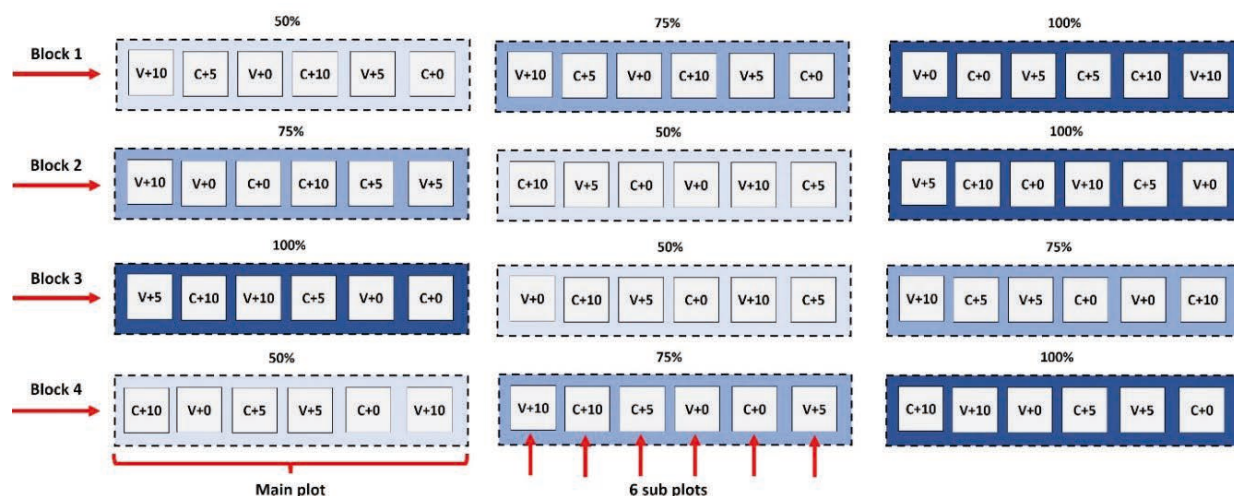 50% 75% 100%
Block 1
V+10 C+5 V+0 C+10 V+5 C+0 V+10 C+5 V+0 C+10 V+5 C+0 V+0 C+0 V+5 C+5 C+10 V+10
75% 50% 100%
Block 2
V+10 V+0 C+0 C+10 C+5 V+5 C+10 V+5 C+0 V+0 V+10 C+5 V+5 C+10 C+0 V+10 C+5 V+0
100% 50% 75%
Block 3
V+5 C+10 V+10 C+5 V+0 C+0 V+0 C+10 V+5 C+0 V+10 C+5 V+10 C+5 V+5 C+0 V+0 C+10
50% 75% 100%
Block 4
C+10 V+0 C+5 V+5 C+0 V+10 V+10 C+10 C+5 V+0 C+0 V+5 C+10 V+10 V+0 C+5 V+5 C+0
Main plot 6 sub plots